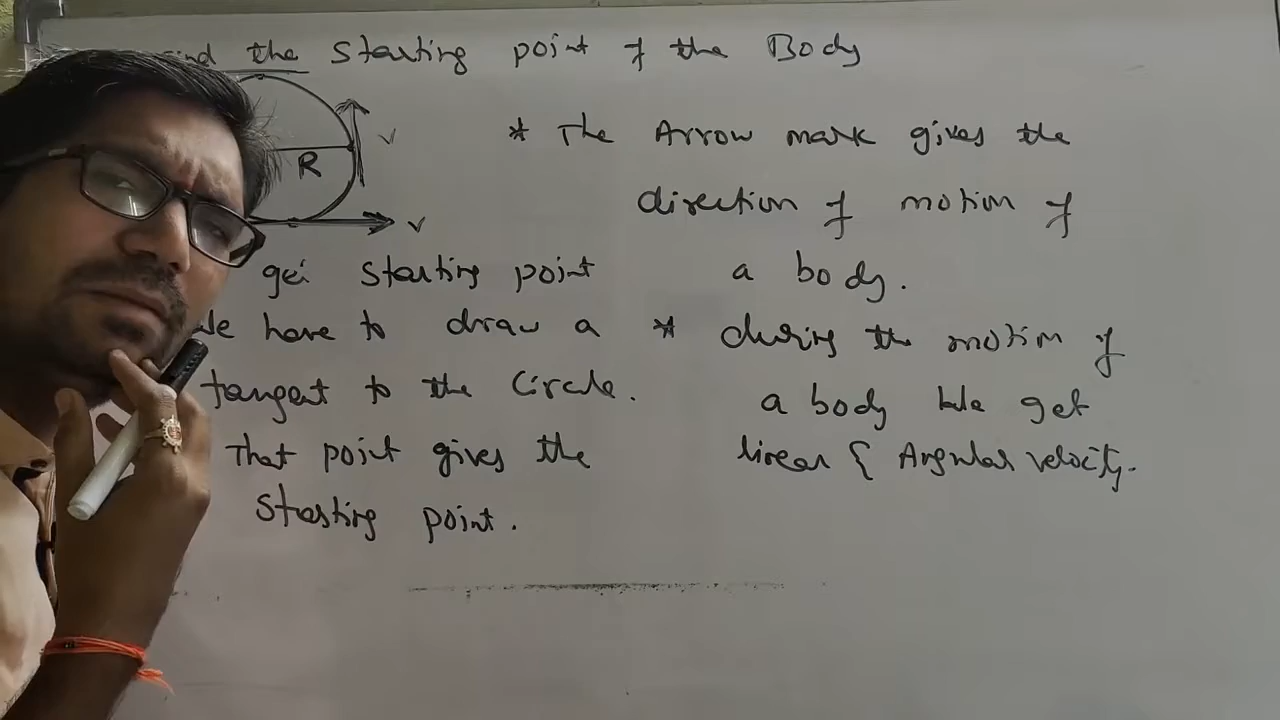 the Starting point of the Body
R
v
v
get starting point
We have to draw a
tangent to the Circle.
That point gives the
Starting point.
* The Arrow mark gives the
direction of motion of
a body.
* during the motion of
a body We get
linear & Angular velocity.